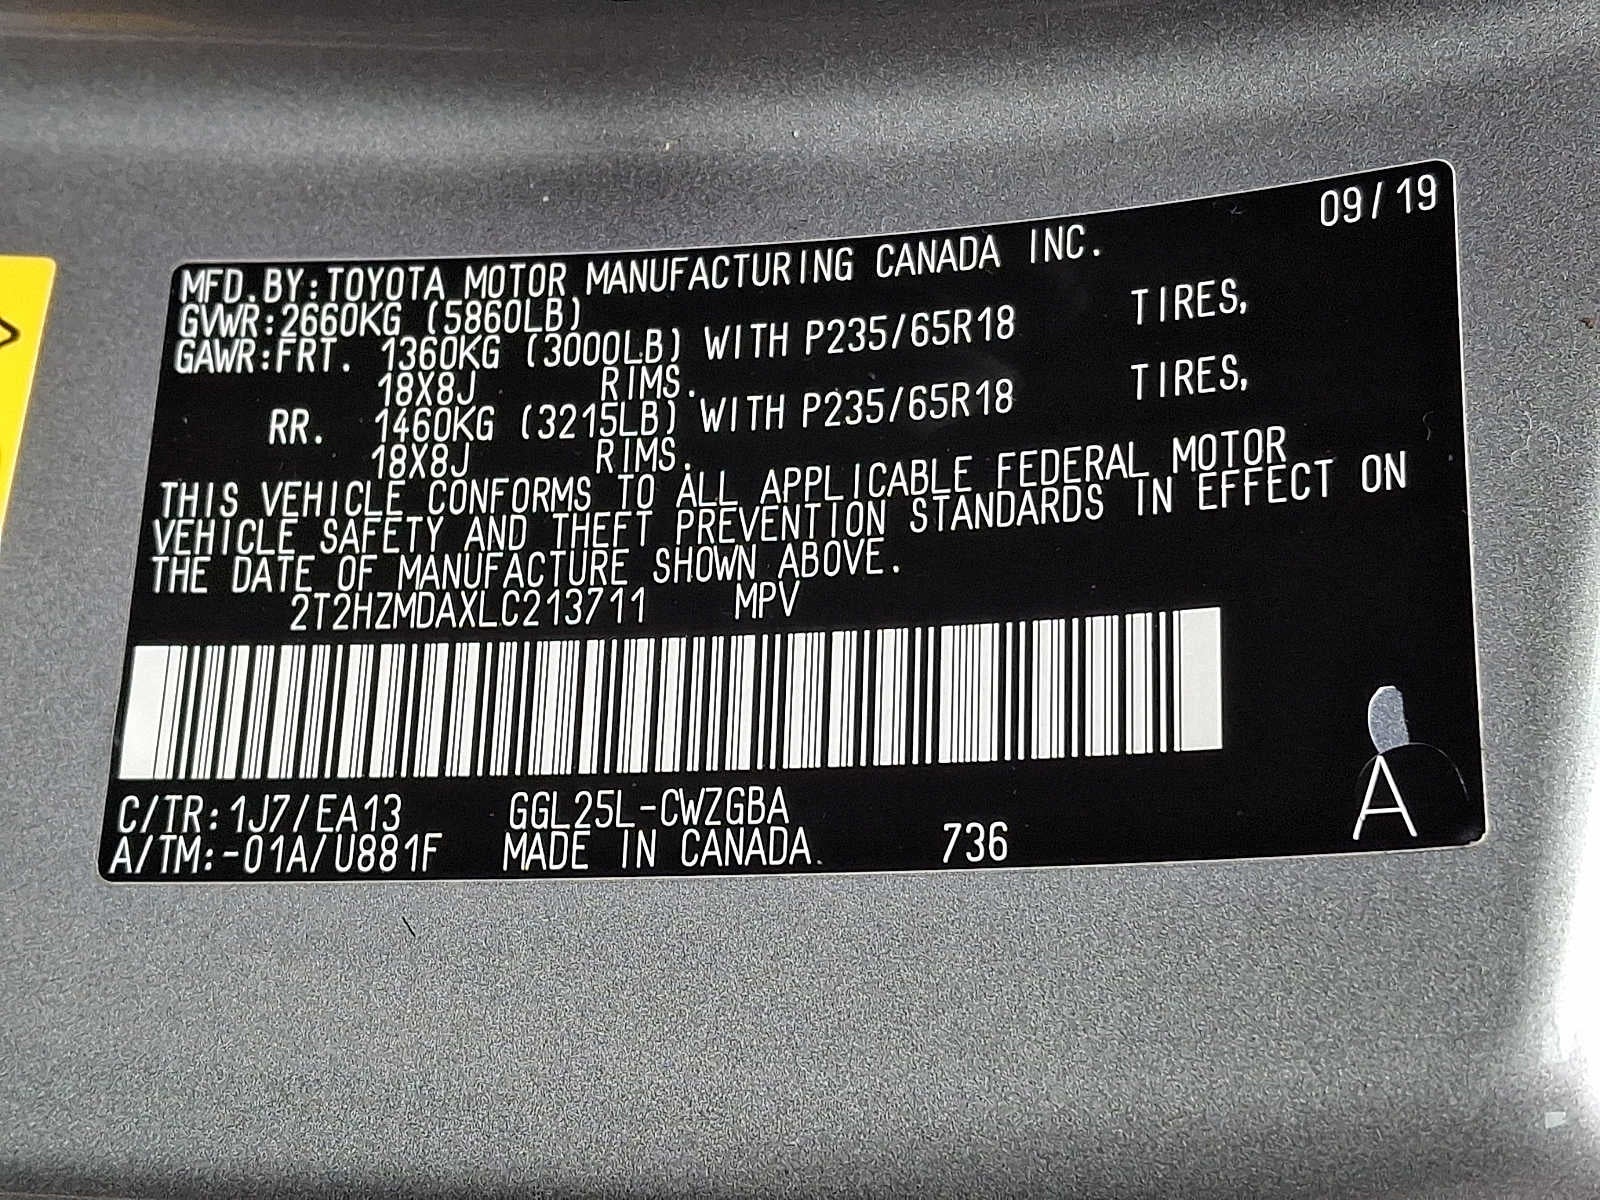 09/19
MFD.BY:TOYOTA MOTOR MANUFACTURING CANADA INC.
GVWR:2660KG (5860LB)
GAWR:FRT. 1360KG (3000LB) WITH P235/65R18 TIRES,
18X8J RIMS.
RR. 1460KG (3215LB) WITH P235/65R18 TIRES,
18X8J RIMS.
THIS VEHICLE CONFORMS TO ALL APPLICABLE FEDERAL MOTOR
VEHICLE SAFETY AND THEFT PREVENTION STANDARDS IN EFFECT ON
THE DATE OF MANUFACTURE SHOWN ABOVE.
2T2HZMDAXLC213711 MPV
C/TR:1J7/EA13 GGL25L-CWZGBA
A/TM:-01A/U881F MADE IN CANADA. 736 A